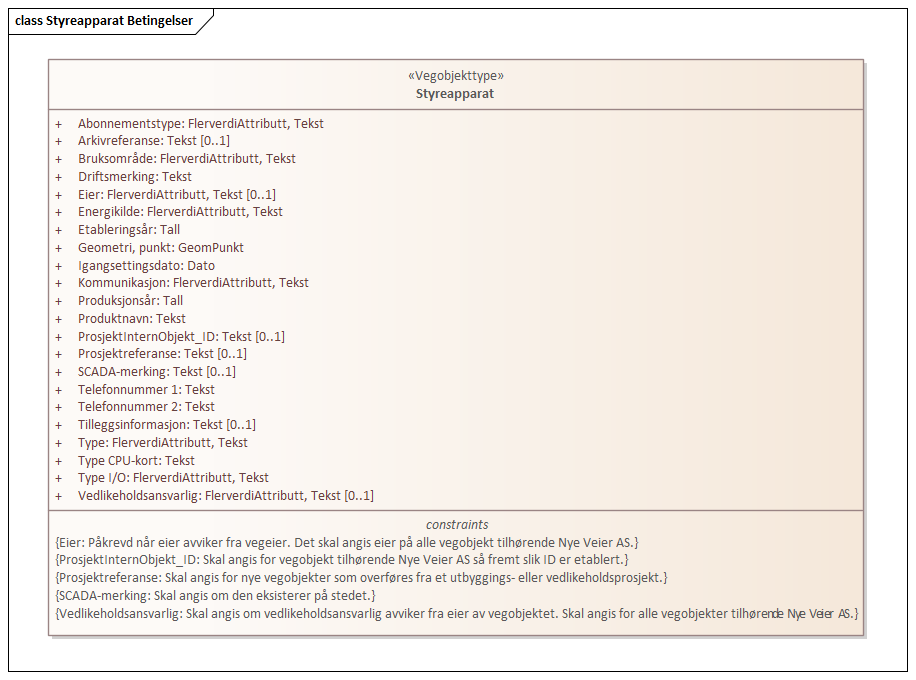 class Styreapparat Betingelser
«Vegobjekttype»
Styreapparat
+ Abonnementstype: FlerverdiAttributt, Tekst
+ Arkivreferanse: Tekst [0..1]
+ Bruksområde: FlerverdiAttributt, Tekst
+ Driftsmerking: Tekst
+ Eier: FlerverdiAttributt, Tekst [0..1]
+ Energikilde: FlerverdiAttributt, Tekst
+ Etableringsår: Tall
+ Geometri, punkt: GeomPunkt
+ Igangsettingsdato: Dato
+ Kommunikasjon: FlerverdiAttributt, Tekst
+ Produksjonsår: Tall
+ Produktnavn: Tekst
+ ProsjektInternObjekt_ID: Tekst [0..1]
+ Prosjektreferanse: Tekst [0..1]
+ SCADA-merking: Tekst [0..1]
+ Telefonnummer 1: Tekst
+ Telefonnummer 2: Tekst
+ Tilleggsinformasjon: Tekst [0..1]
+ Type: FlerverdiAttributt, Tekst
+ Type CPU-kort: Tekst
+ Type I/O: FlerverdiAttributt, Tekst
+ Vedlikeholdsansvarlig: FlerverdiAttributt, Tekst [0..1]
constraints
{Eier: Påkrevd når eier avviker fra vegeier. Det skal angis eier på alle vegobjekt tilhørende Nye Veier AS.}
{ProsjektInternObjekt_ID: Skal angis for vegobjekt tilhørende Nye Veier AS så fremt slik ID er etablert.}
{Prosjektreferanse: Skal angis for nye vegobjekter som overføres fra et utbyggings- eller vedlikeholdsprosjekt.}
{SCADA-merking: Skal angis om den eksisterer på stedet.}
{Vedlikeholdsansvarlig: Skal angis om vedlikeholdsansvarlig avviker fra eier av vegobjektet. Skal angis for alle vegobjekter tilhørende Nye Veier AS.}